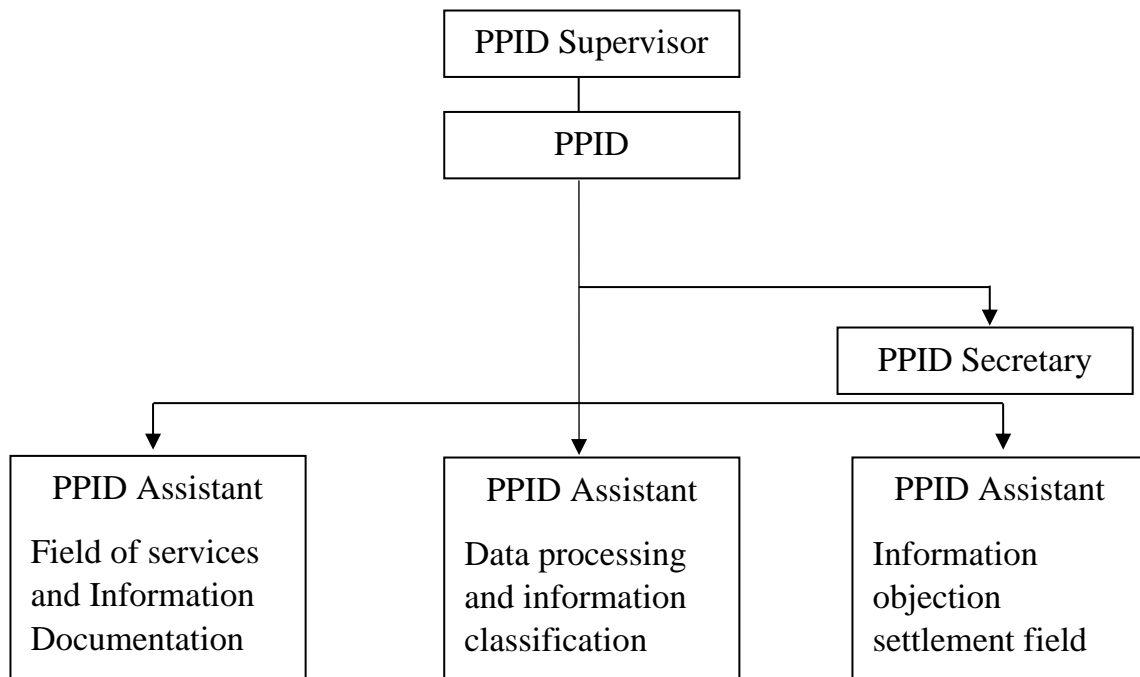 PPID Supervisor
PPID
PPID Secretary
PPID Assistant
Field of services
and Information
Documentation
PPID Assistant
Data processing
and information
classification
PPID Assistant
Information
objection
settlement field